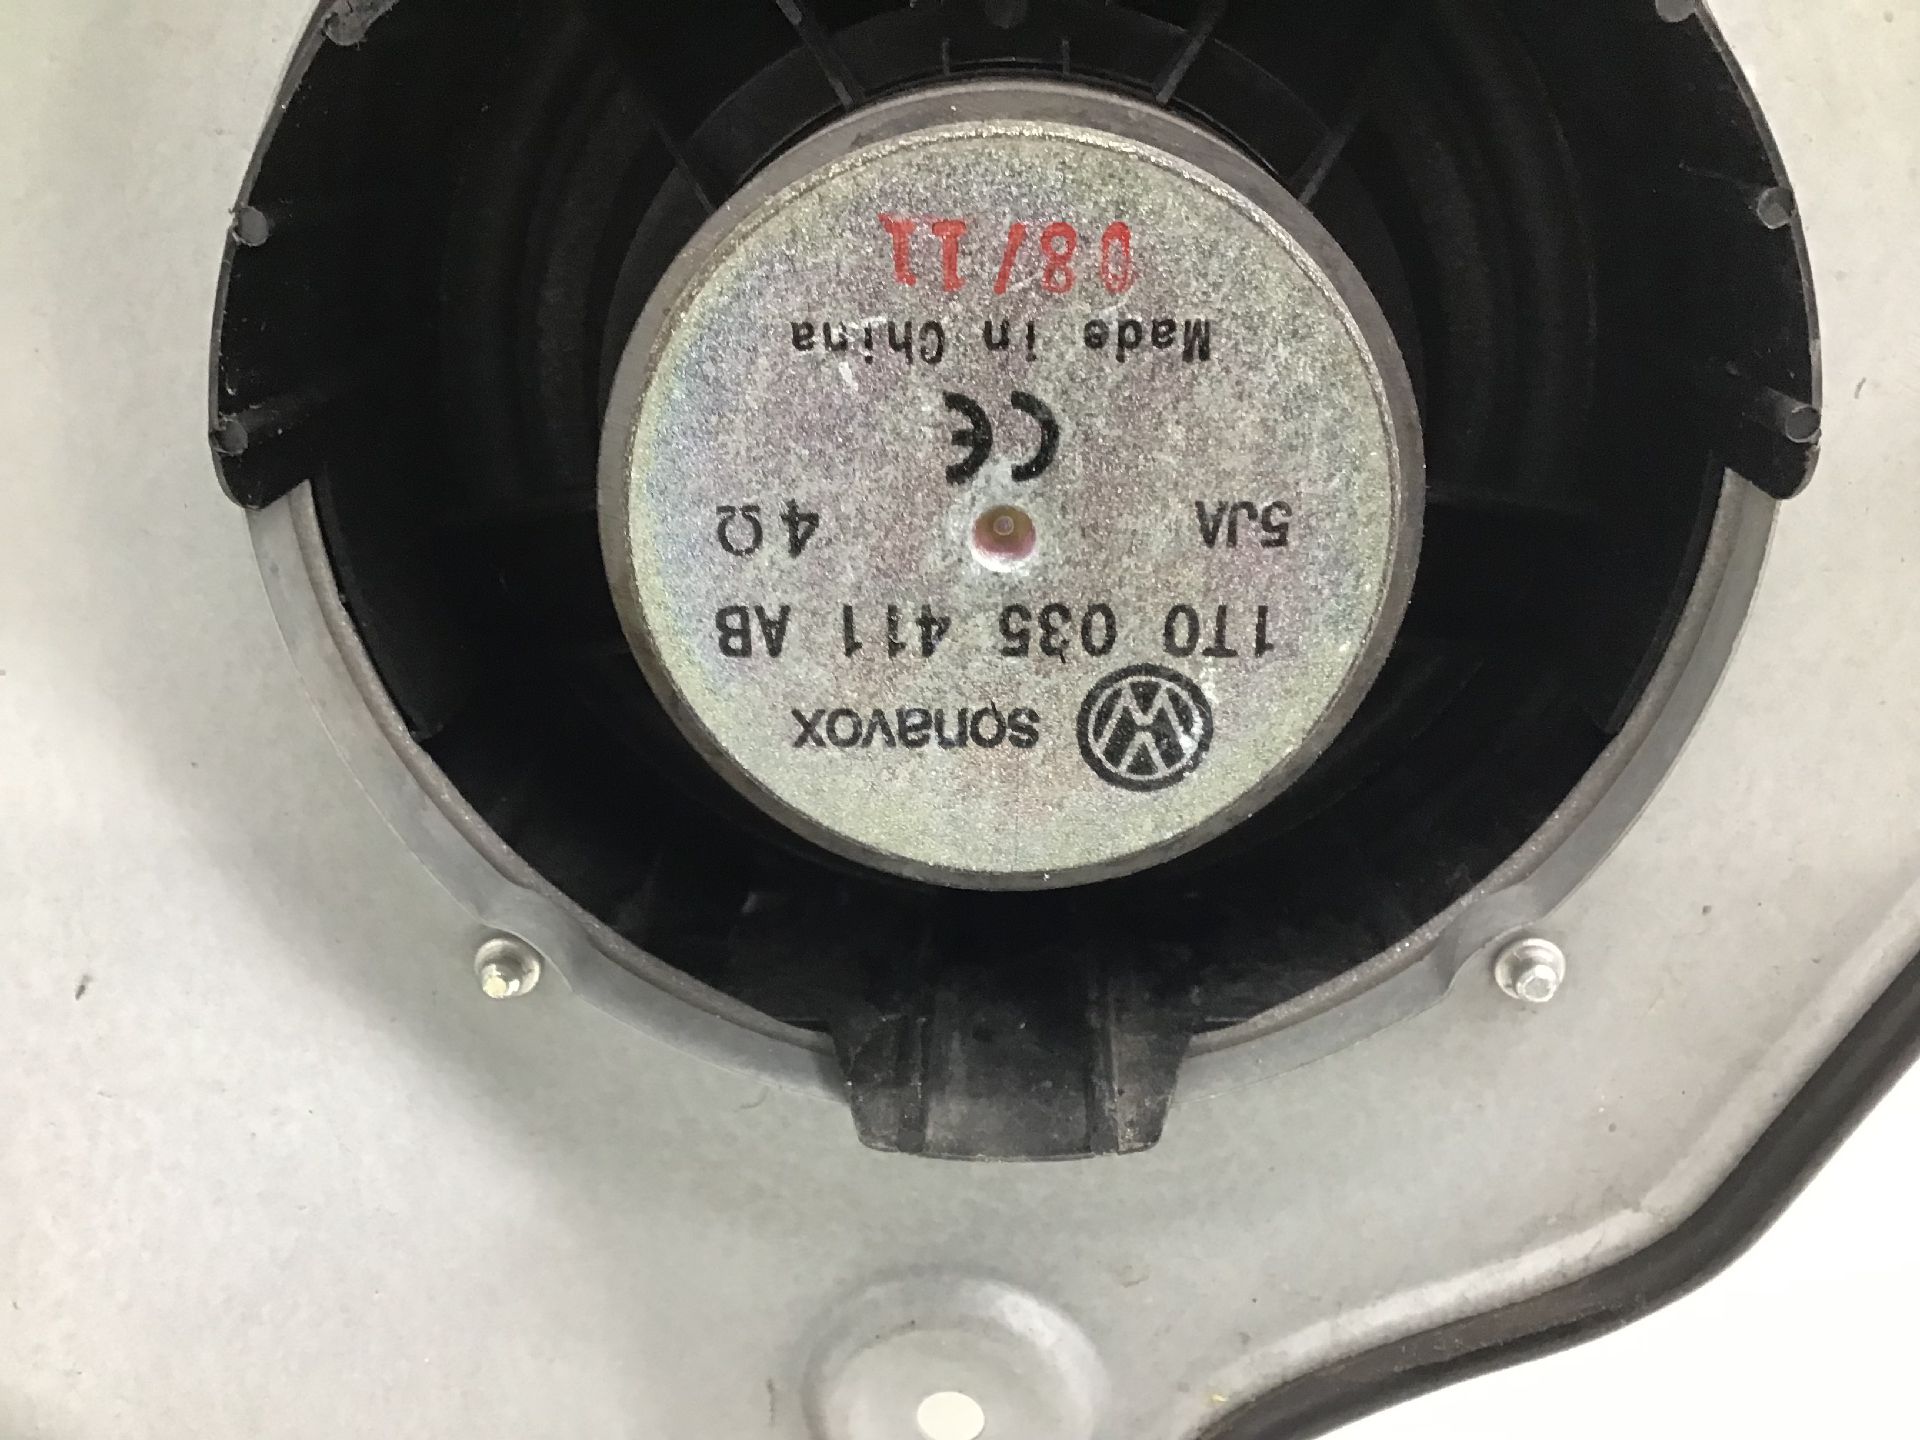 sonavox
1T0 035 411 AB
5JA 4Ω
CE
Made in China
08/11